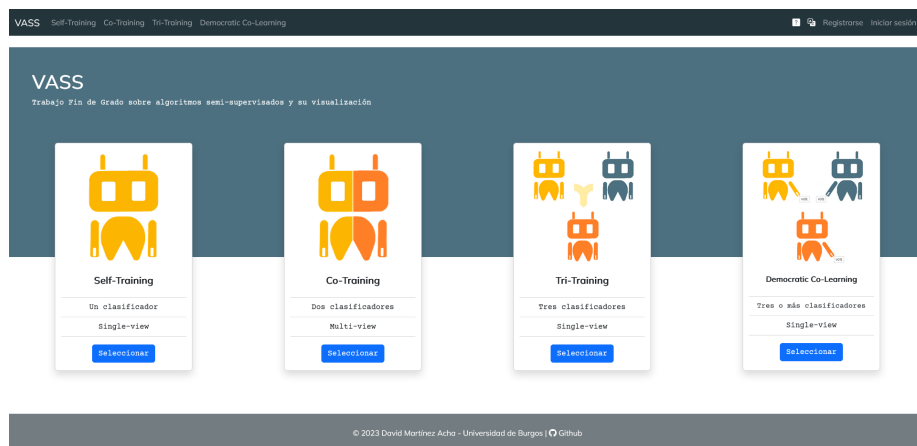 VASS Self-Training Co-Training Tri-Training Democratic Co-Learning Registrarse Iniciar sesión
VASS
Trabajo Fin de Grado sobre algoritmos semi-supervisados y su visualización
Self-Training
Un clasificador
Single-view
Seleccionar
Co-Training
Dos clasificadores
Multi-view
Seleccionar
Tri-Training
Tres clasificadores
Single-view
Seleccionar
Democratic Co-Learning
Tres o más clasificadores
Single-view
Seleccionar
© 2023 David Martínez Acha - Universidad de Burgos | Github